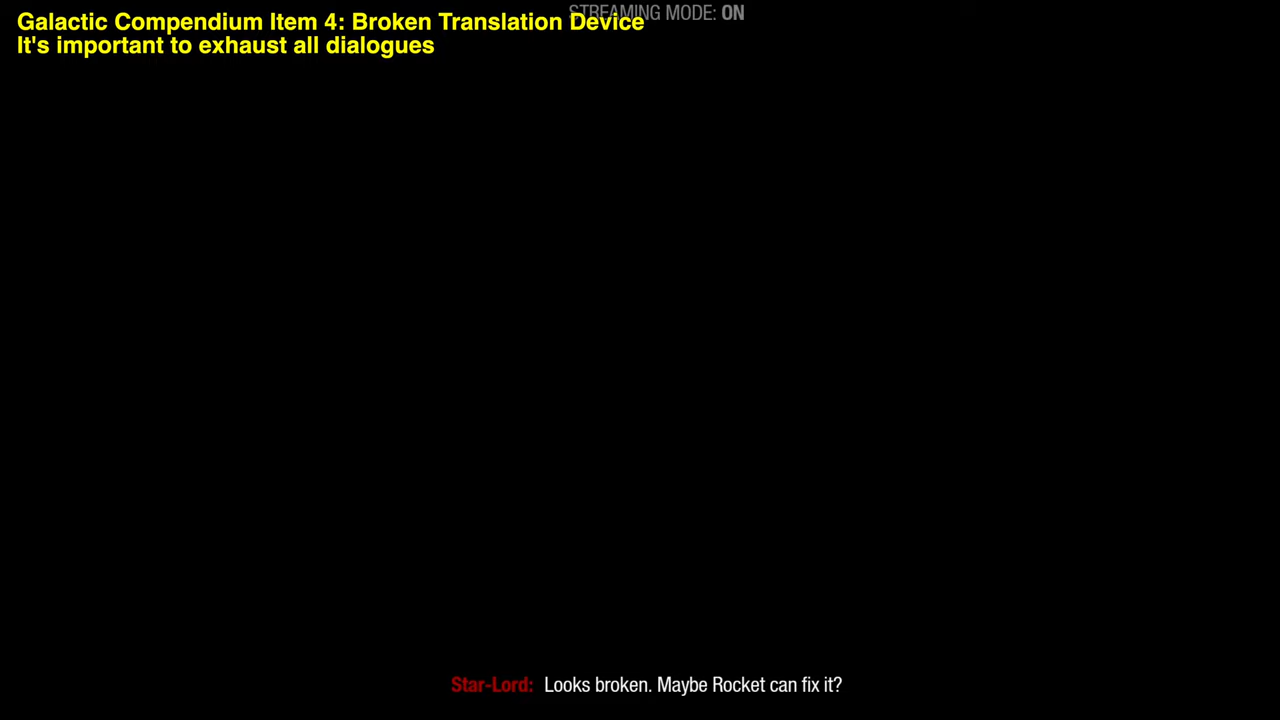 STREAMING MODE: ON
Galactic Compendium Item 4: Broken Translation Device
It's important to exhaust all dialogues
Star-Lord: Looks broken. Maybe Rocket can fix it?